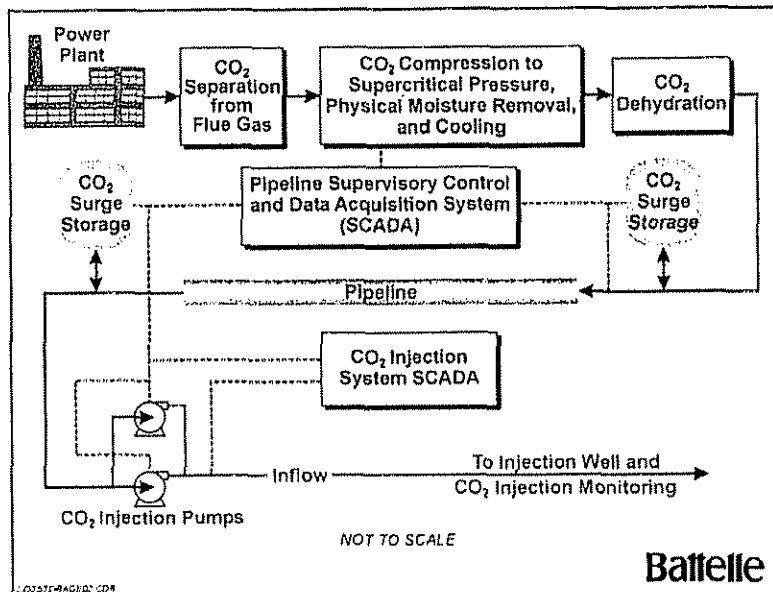 Power
Plant
CO₂
Separation
from
Flue Gas
CO₂ Compression to
Supercritical Pressure,
Physical Moisture Removal,
and Cooling
CO₂
Dehydration
CO₂
Surge
Storage
Pipeline Supervisory Control
and Data Acquisition System
(SCADA)
CO₂
Surge
Storage
Pipeline
CO₂ Injection
System SCADA
Inflow
To Injection Well and
CO₂ Injection Monitoring
CO₂ Injection Pumps
NOT TO SCALE
Battelle